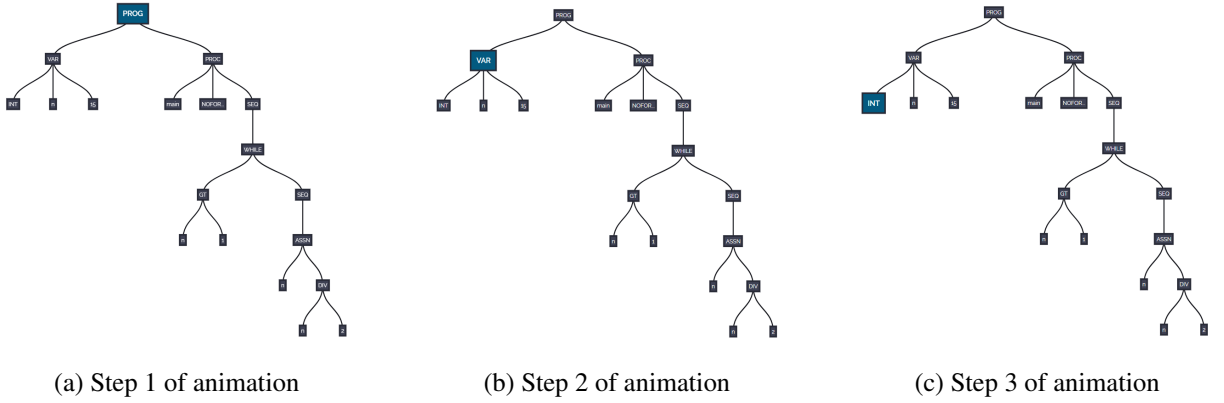 PROG
VAR PROC
INT n 15 main NOFOR.. SEQ
WHILE
GT SEQ
n 1 ASSN
n DIV
n 2
(a) Step 1 of animation
PROG
VAR PROC
INT n 15 main NOFOR.. SEQ
WHILE
GT SEQ
n 1 ASSN
n DIV
n 2
(b) Step 2 of animation
PROG
VAR PROC
INT n 15 main NOFOR.. SEQ
WHILE
GT SEQ
n 1 ASSN
n DIV
n 2
(c) Step 3 of animation